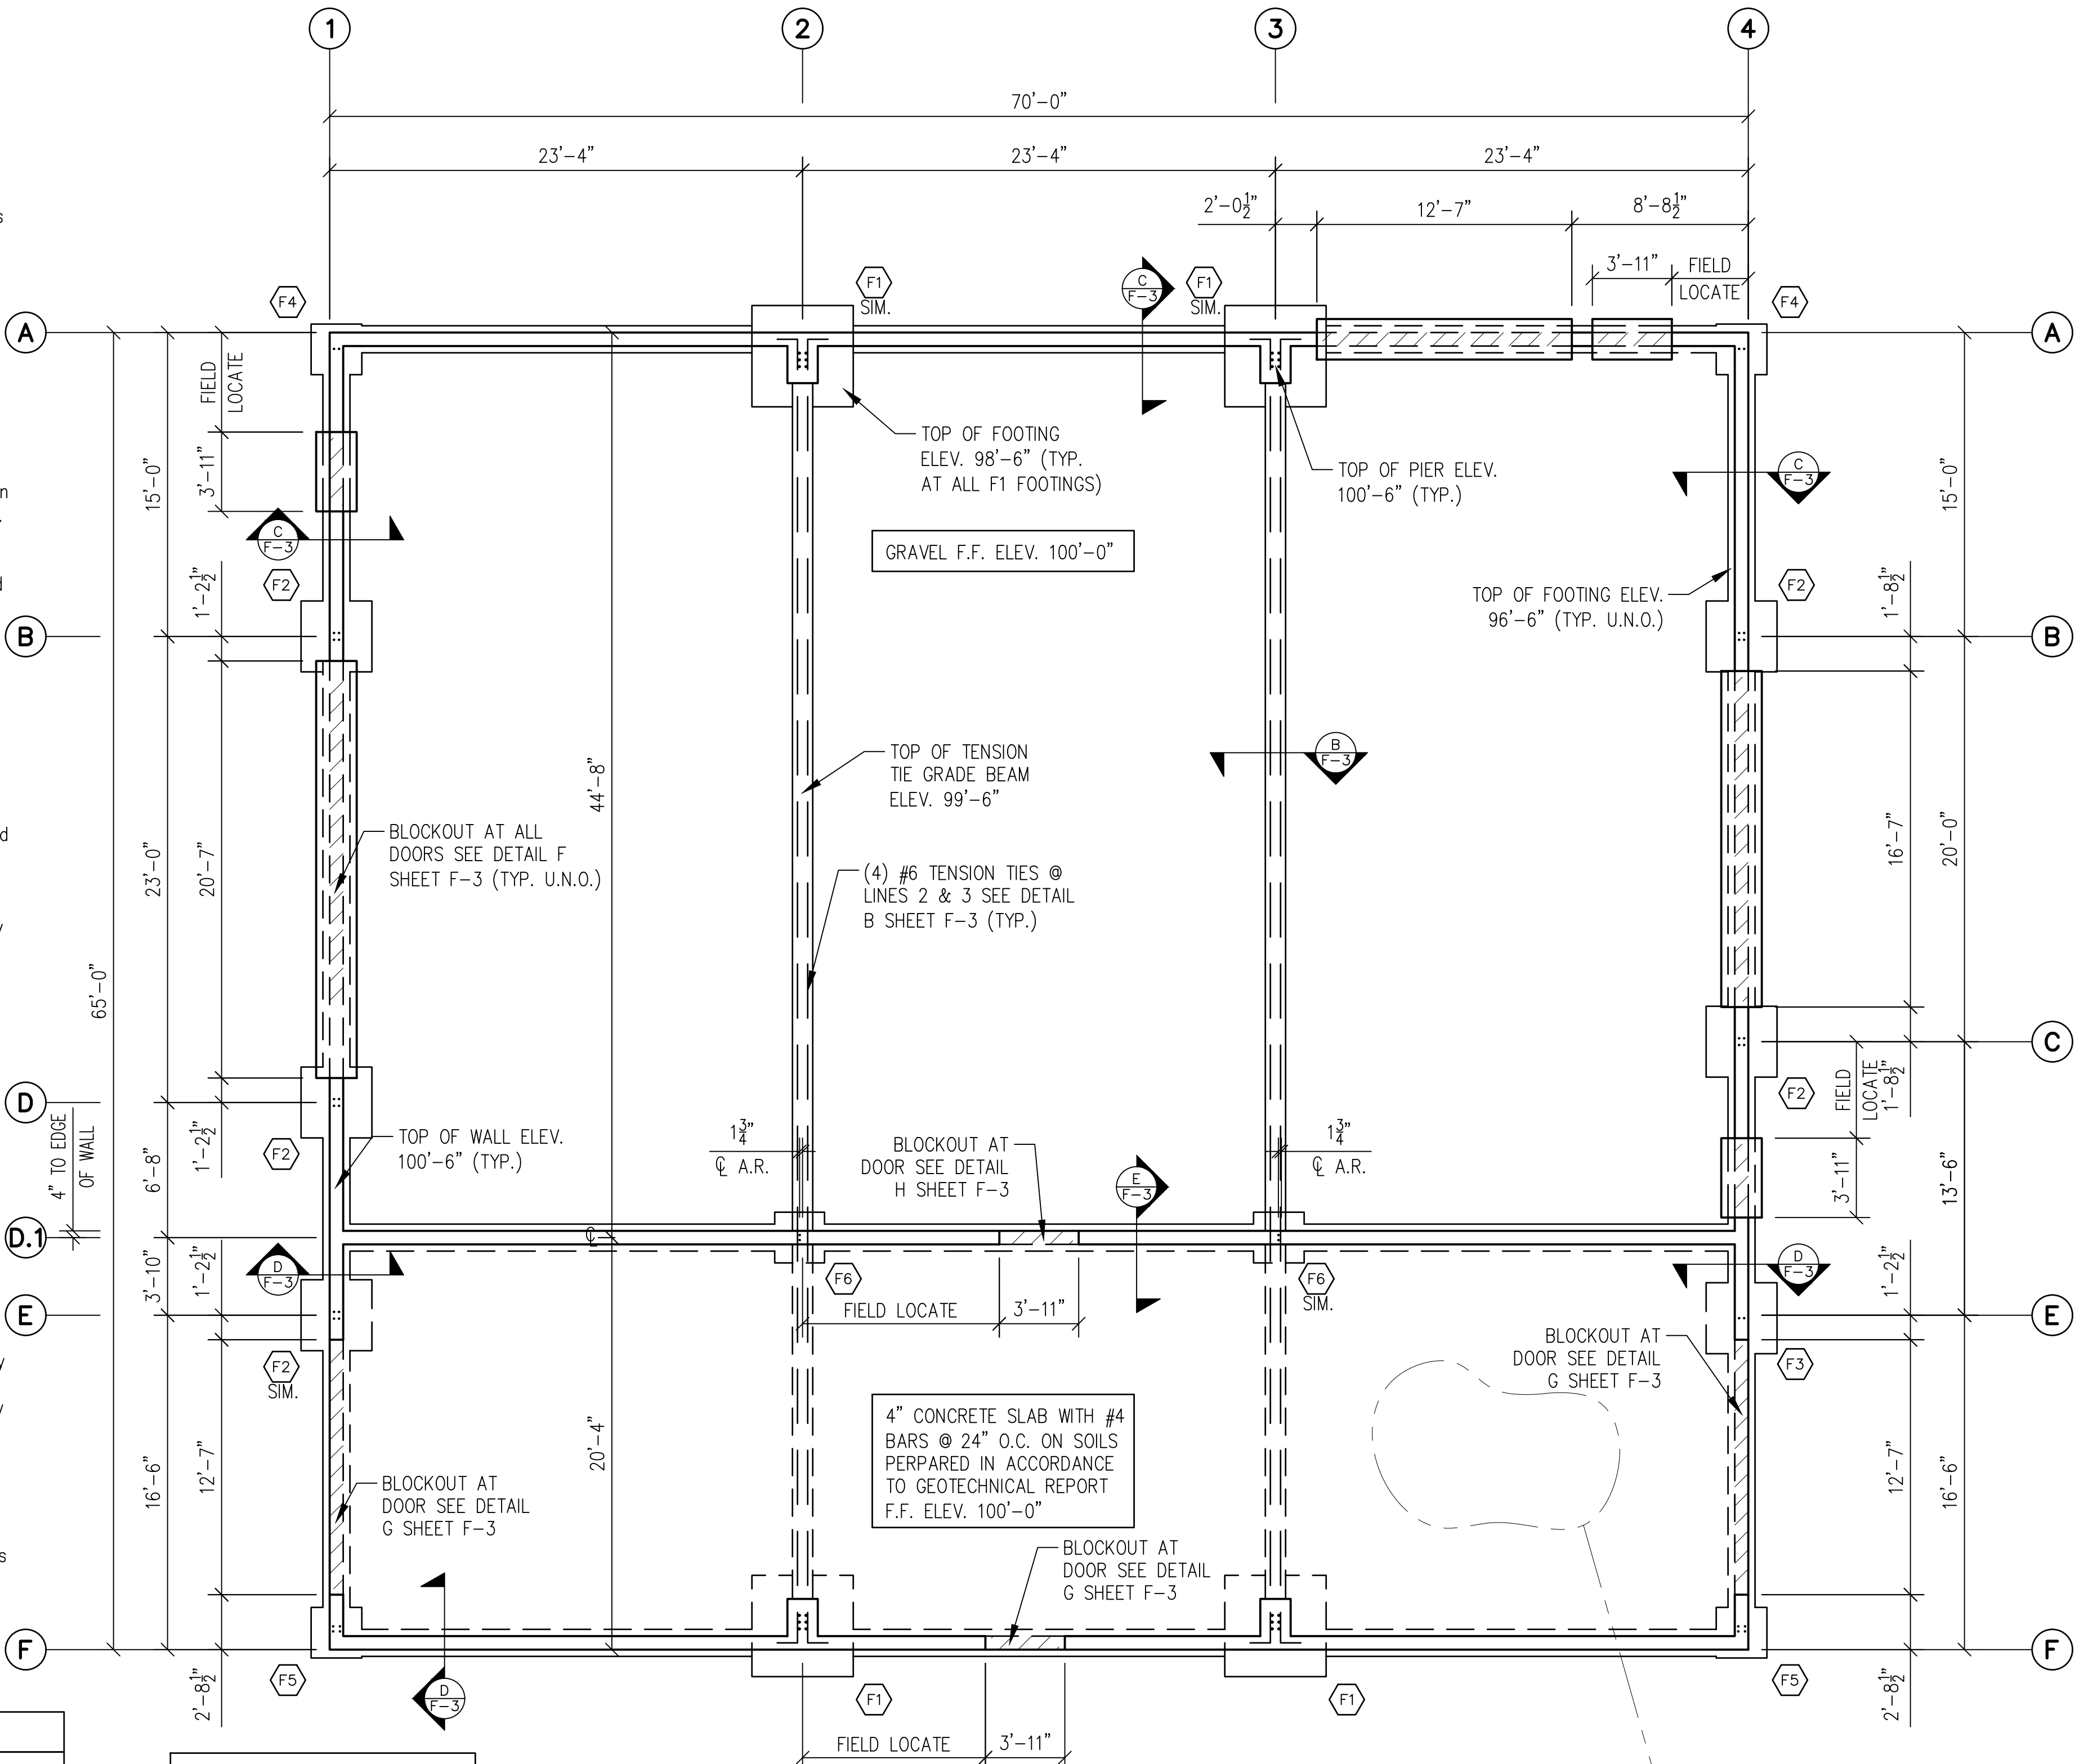 1 2 3 4
70'-0"
23'-4" 23'-4" 23'-4"
2'-0½" 12'-7" 8'-8½"
3'-11" FIELD
LOCATE
F4
F1
SIM.
C
F-3
F1
SIM.
F4
A
A
FIELD
LOCATE
3'-11"
15'-0"
C
F-3
F2
1'-2½"
B
TOP OF FOOTING
ELEV. 98'-6" (TYP.
AT ALL F1 FOOTINGS)
TOP OF PIER ELEV.
100'-6" (TYP.)
C
F-3
15'-0"
GRAVEL F.F. ELEV. 100'-0"
TOP OF FOOTING ELEV.
96'-6" (TYP. U.N.O.)
F2
1'-8½"
B
TOP OF TENSION
TIE GRADE BEAM
ELEV. 99'-6"
B
F-3
44'-8"
BLOCKOUT AT ALL
DOORS SEE DETAIL F
SHEET F-3 (TYP. U.N.O.)
(4) #6 TENSION TIES @
LINES 2 & 3 SEE DETAIL
B SHEET F-3 (TYP.)
65'-0"
23'-0"
20'-7"
16'-7"
20'-0"
C
D
4" TO EDGE
OF WALL
6'-8"
1'-2½"
F2
TOP OF WALL ELEV.
100'-6" (TYP.)
1¾"
℄ A.R.
BLOCKOUT AT
DOOR SEE DETAIL
H SHEET F-3
E
F-3
1¾"
℄ A.R.
F2
FIELD
LOCATE
1'-8½"
3'-11"
13'-6"
D.1
℄
3'-10"
1'-2½"
D
F-3
F6
F6
SIM.
FIELD LOCATE 3'-11"
D
F-3
1'-2½"
E
E
F2
SIM.
BLOCKOUT AT
DOOR SEE DETAIL
G SHEET F-3
F3
16'-6"
12'-7"
20'-4"
4" CONCRETE SLAB WITH #4
BARS @ 24" O.C. ON SOILS
PERPARED IN ACCORDANCE
TO GEOTECHNICAL REPORT
F.F. ELEV. 100'-0"
12'-7"
16'-6"
BLOCKOUT AT
DOOR SEE DETAIL
G SHEET F-3
BLOCKOUT AT
DOOR SEE DETAIL
G SHEET F-3
F
F
2'-8½"
F5
D
F-3
F1
F1
F5
2'-8½"
FIELD LOCATE 3'-11"